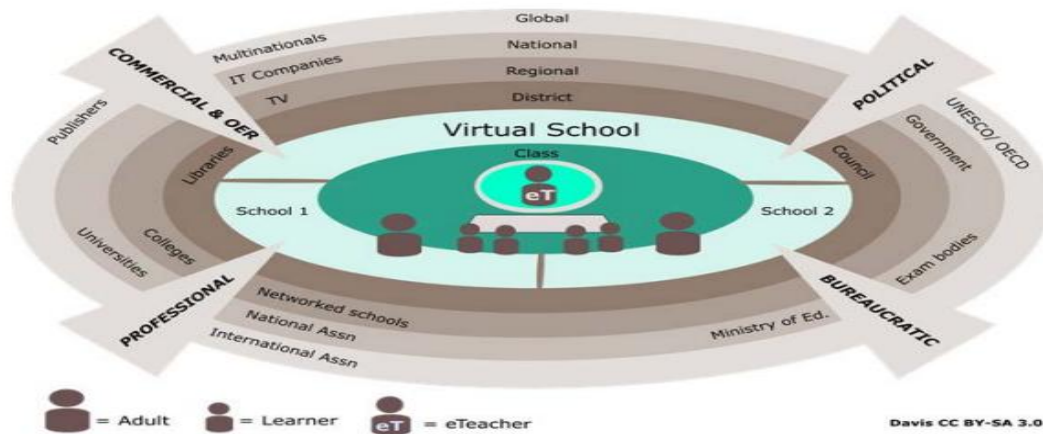 Global
Multinationals
National
IT Companies
Regional
TV
District
COMMERCIAL & OER
POLITICAL
Publishers
Libraries
UNESCO/ OECD
Government
Council
Virtual School
Class
eT
School 1
School 2
Universities
Colleges
Exam bodies
PROFESSIONAL
BUREAUCRATIC
Networked schools
National Assn
International Assn
Ministry of Ed.
= Adult
= Learner
eT = eTeacher
Davis CC BY-SA 3.0